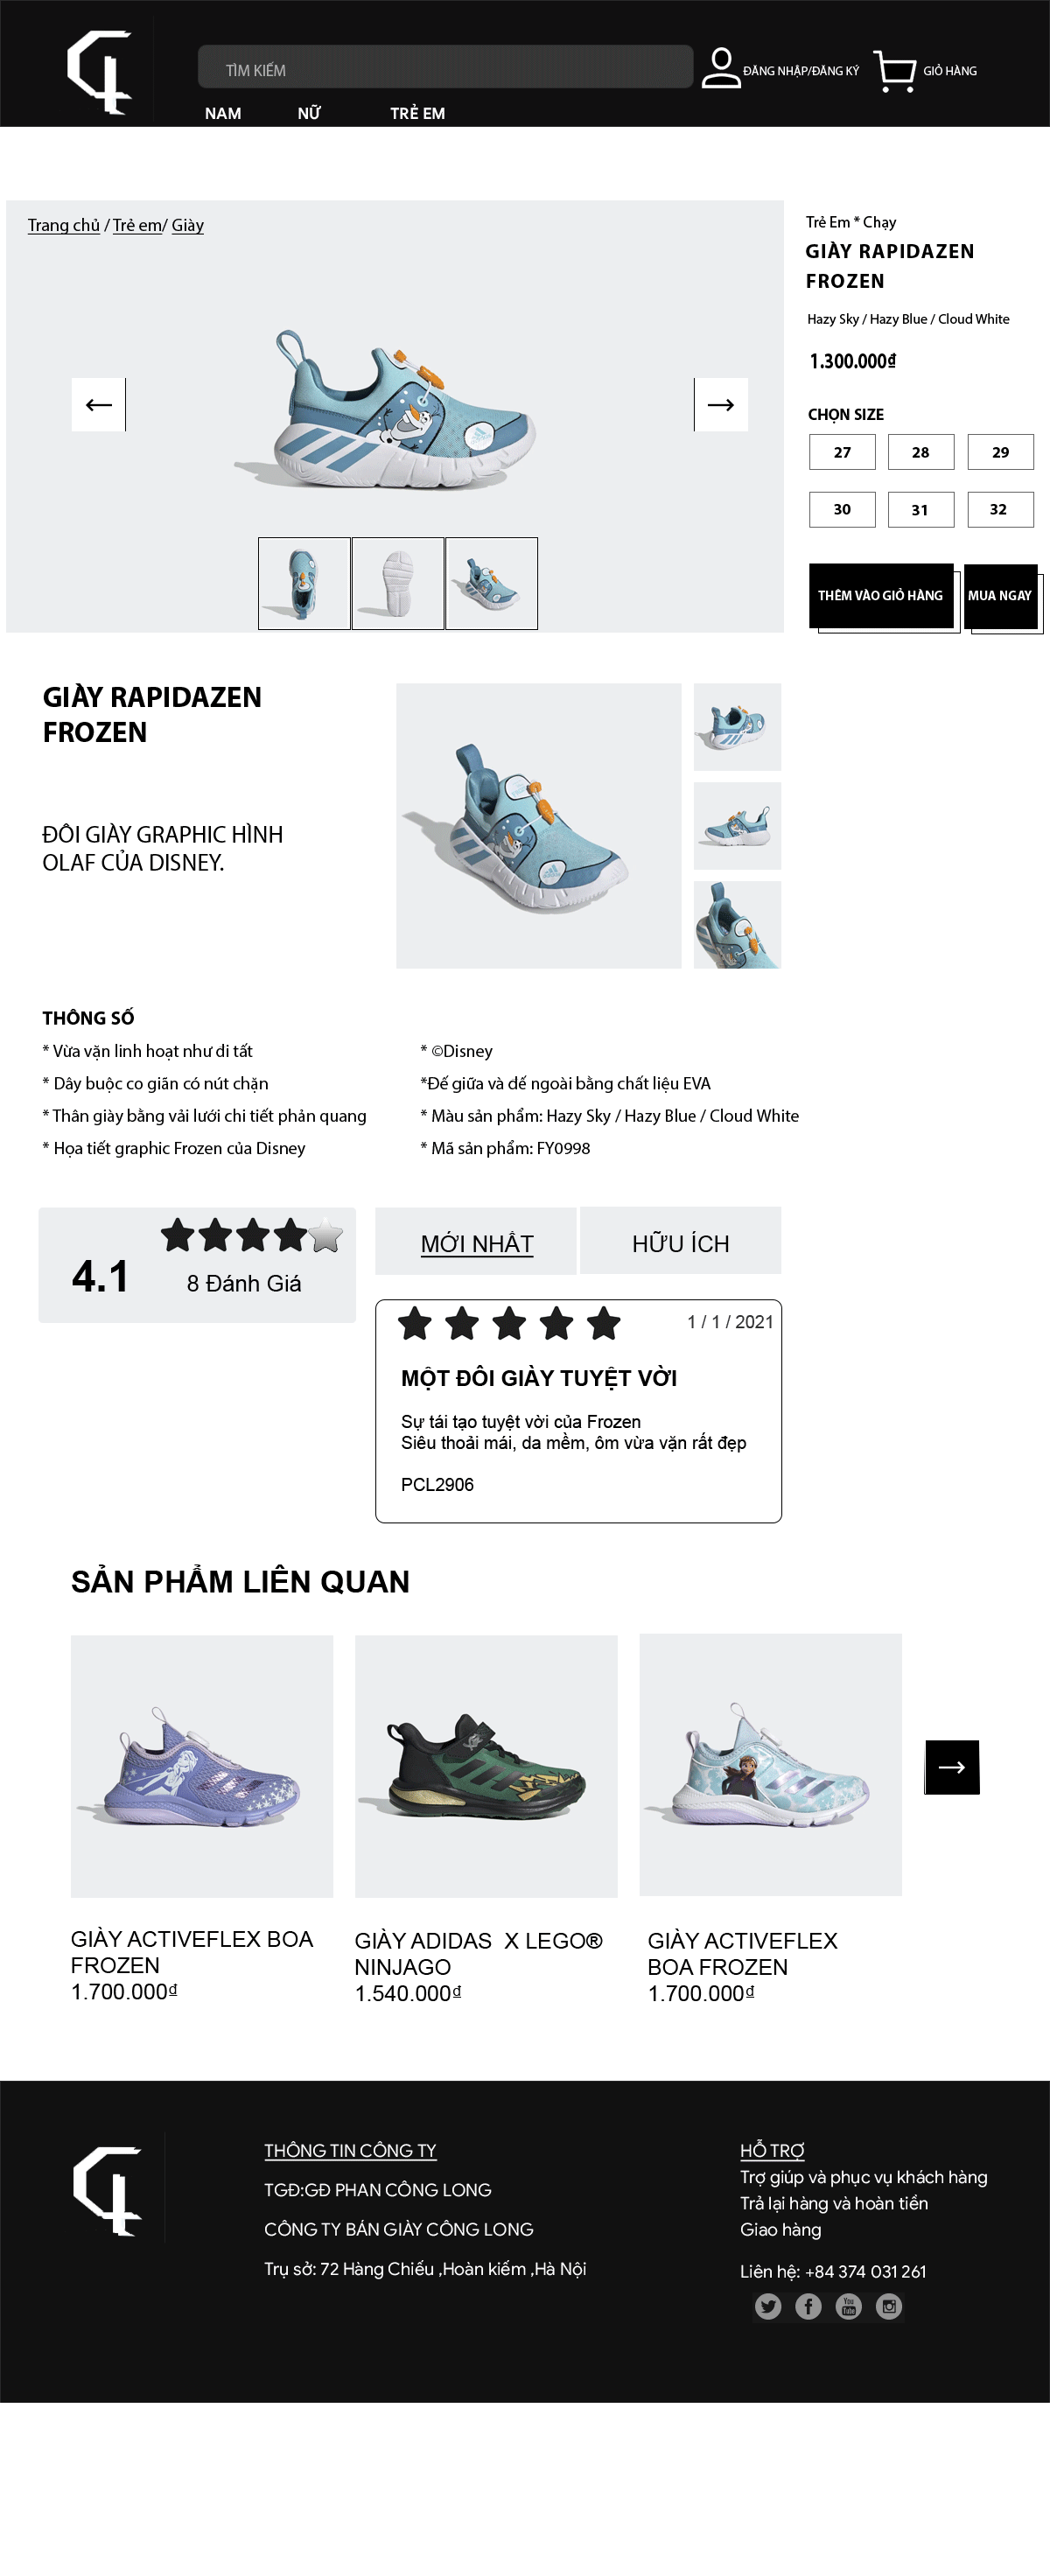 TÌM KIẾM
ĐĂNG NHẬP/ĐĂNG KÝ
GIỎ HÀNG
NAM
NỮ
TRẺ EM
Trang chủ / Trẻ em/ Giày
Trẻ Em * Chạy
GIÀY RAPIDAZEN
FROZEN
Hazy Sky / Hazy Blue / Cloud White
1.300.000₫
CHỌN SIZE
27
28
29
30
31
32
THÊM VÀO GIỎ HÀNG
MUA NGAY
GIÀY RAPIDAZEN
FROZEN
ĐÔI GIÀY GRAPHIC HÌNH
OLAF CỦA DISNEY.
THÔNG SỐ
* Vừa vặn linh hoạt như di tất
* Dây buộc co giãn có nút chặn
* Thân giày bằng vải lưới chi tiết phản quang
* Họa tiết graphic Frozen của Disney
* ©Disney
*Đế giữa và dế ngoài bằng chất liệu EVA
* Màu sản phẩm: Hazy Sky / Hazy Blue / Cloud White
* Mã sản phẩm: FY0998
4.1
8 Đánh Giá
MỚI NHẤT
HỮU ÍCH
1 / 1 / 2021
MỘT ĐÔI GIÀY TUYỆT VỜI
Sự tái tạo tuyệt vời của Frozen
Siêu thoải mái, da mềm, ôm vừa vặn rất đẹp
PCL2906
SẢN PHẨM LIÊN QUAN
GIÀY ACTIVEFLEX BOA
FROZEN
1.700.000₫
GIÀY ADIDAS X LEGO®
NINJAGO
1.540.000₫
GIÀY ACTIVEFLEX
BOA FROZEN
1.700.000₫
THÔNG TIN CÔNG TY
TGĐ:GĐ PHAN CÔNG LONG
CÔNG TY BÁN GIÀY CÔNG LONG
Trụ sở: 72 Hàng Chiếu ,Hoàn kiếm ,Hà Nội
HỖ TRỢ
Trợ giúp và phục vụ khách hàng
Trả lại hàng và hoàn tiền
Giao hàng
Liên hệ: +84 374 031 261
You
Tube